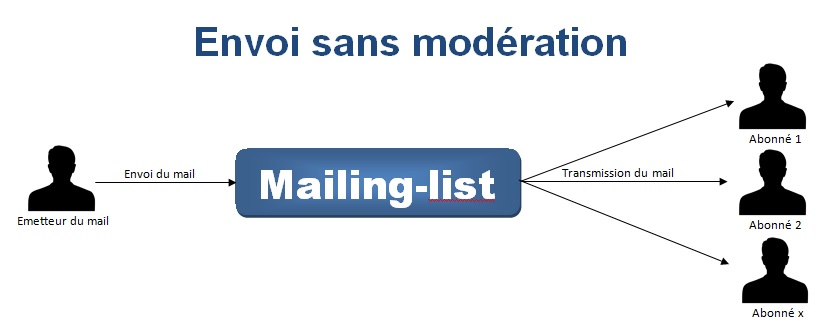 Envoi sans modération
Envoi du mail
Emetteur du mail
Mailing-list
Transmission du mail
Abonné 1
Abonné 2
Abonné x